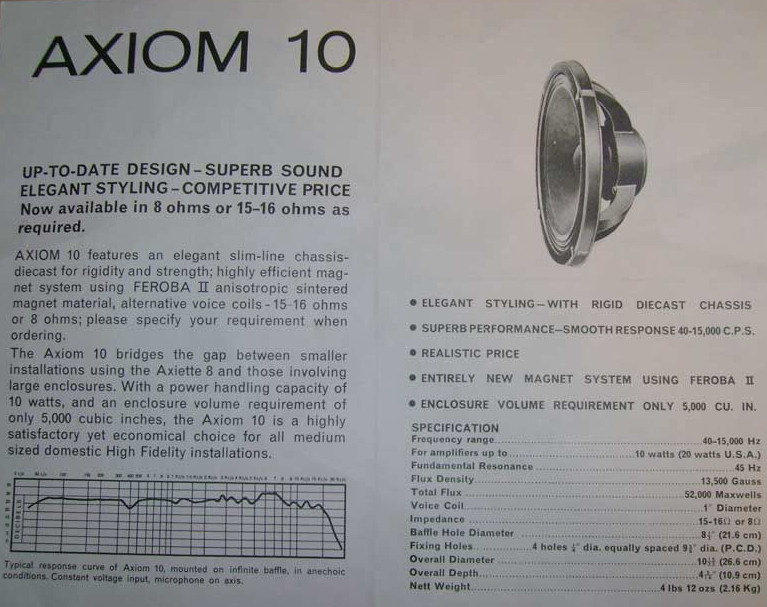 AXIOM 10
UP-TO-DATE DESIGN – SUPERB SOUND
ELEGANT STYLING – COMPETITIVE PRICE
Now available in 8 ohms or 15–16 ohms as
required.
AXIOM 10 features an elegant slim-line chassis-
diecast for rigidity and strength; highly efficient mag-
net system using FEROBA II anisotropic sintered
magnet material, alternative voice coils - 15-16 ohms
or 8 ohms; please specify your requirement when
ordering.
The Axiom 10 bridges the gap between smaller
installations using the Axiette 8 and those involving
large enclosures. With a power handling capacity of
10 watts, and an enclosure volume requirement of
only 5,000 cubic inches, the Axiom 10 is a highly
satisfactory yet economical choice for all medium
sized domestic High Fidelity installations.
DECIBELS
Typical response curve of Axiom 10, mounted on infinite baffle, in anechoic
conditions. Constant voltage input, microphone on axis.
● ELEGANT STYLING—WITH RIGID DIECAST CHASSIS
● SUPERB PERFORMANCE—SMOOTH RESPONSE 40-15,000 C.P.S.
● REALISTIC PRICE
● ENTIRELY NEW MAGNET SYSTEM USING FEROBA II
● ENCLOSURE VOLUME REQUIREMENT ONLY 5,000 CU. IN.
SPECIFICATION
Frequency range 40–15,000 Hz
For amplifiers up to 10 watts (20 watts U.S.A.)
Fundamental Resonance 45 Hz
Flux Density 13,500 Gauss
Total Flux 52,000 Maxwells
Voice Coil 1" Diameter
Impedance 15-16Ω or 8Ω
Baffle Hole Diameter 8½" (21.6 cm)
Fixing Holes 4 holes dia. equally spaced dia. (P.C.D.)
Overall Diameter (26.6 cm)
Overall Depth (10.9 cm)
Nett Weight 4 lbs 12 ozs (2.16 Kg)